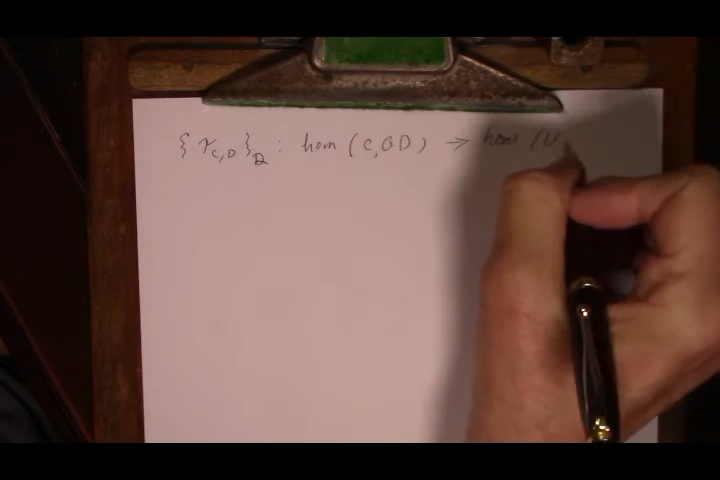 { τ_{C,D} }_D : hom (C, GD) → hom (U